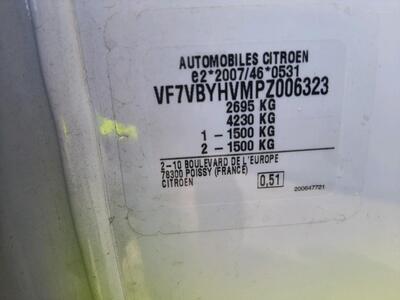 AUTOMOBILES CITROEN
e2*2007/46*0531
VF7VBYHVMPZ006323
2695 KG
4230 KG
1 - 1500 KG
2 - 1500 KG
2-10 BOULEVARD DE L'EUROPE
78300 POISSY (FRANCE)
CITROEN
0,51
200647721